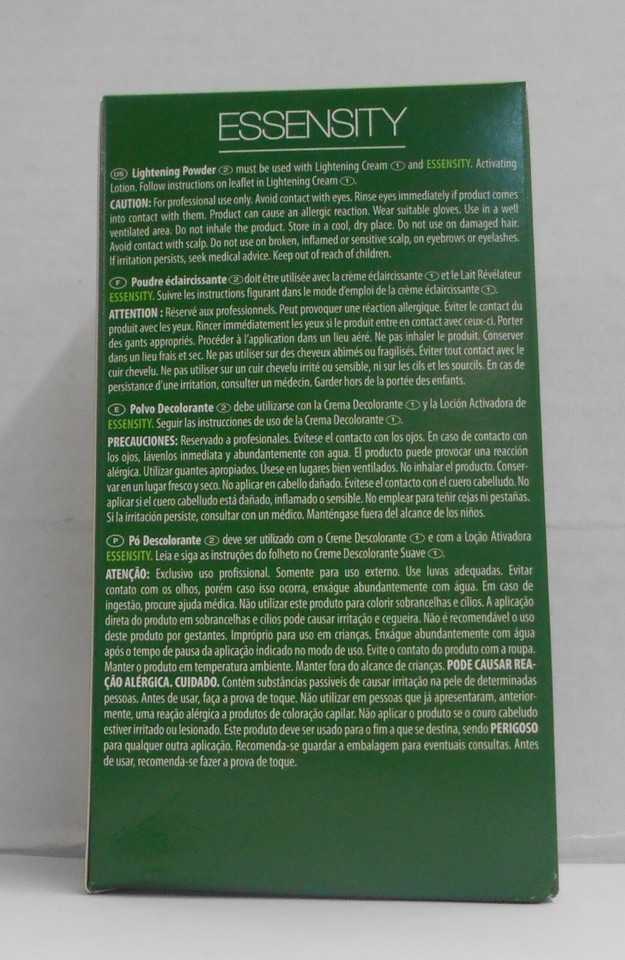 ESSENSITY
US Lightening Powder 2 must be used with Lightening Cream 1 and ESSENSITY. Activating
Lotion. Follow instructions on leaflet in Lightening Cream 1.
CAUTION: For professional use only. Avoid contact with eyes. Rinse eyes immediately if product comes
into contact with them. Product can cause an allergic reaction. Wear suitable gloves. Use in a well
ventilated area. Do not inhale the product. Store in a cool, dry place. Do not use on damaged hair.
Avoid contact with scalp. Do not use on broken, inflamed or sensitive scalp, on eyebrows or eyelashes.
If irritation persists, seek medical advice. Keep out of reach of children.
F Poudre éclaircissante 2 doit être utilisée avec la crème éclaircissante 1 et le Lait Révélateur
ESSENSITY. Suivre les instructions figurant dans le mode d'emploi de la crème éclaircissante 1.
ATTENTION : Réservé aux professionnels. Peut provoquer une réaction allergique. Éviter le contact du
produit avec les yeux. Rincer immédiatement les yeux si le produit entre en contact avec ceux-ci. Porter
des gants appropriés. Procéder à l'application dans un lieu aéré. Ne pas inhaler le produit. Conserver
dans un lieu frais et sec. Ne pas utiliser sur des cheveux abimés ou fragilisés. Éviter tout contact avec le
cuir chevelu. Ne pas utiliser sur un cuir chevelu irrité ou sensible, ni sur les cils et les sourcils. En cas de
persistance d'une irritation, consulter un médecin. Garder hors de la portée des enfants.
E Polvo Decolorante 2 debe utilizarse con la Crema Decolorante 1 y la Loción Activadora de
ESSENSITY. Seguir las instrucciones de uso de la Crema Decolorante 1.
PRECAUCIONES: Reservado a profesionales. Evítese el contacto con los ojos. En caso de contacto con
los ojos, lávenlos inmediata y abundantemente con agua. El producto puede provocar una reacción
alérgica. Utilizar guantes apropiados. Úsese en lugares bien ventilados. No inhalar el producto. Conser-
var en un lugar fresco y seco. No aplicar en cabello dañado. Evítese el contacto con el cuero cabelludo. No
aplicar si el cuero cabelludo está dañado, inflamado o sensible. No emplear para teñir cejas ni pestañas.
Si la irritación persiste, consultar con un médico. Manténgase fuera del alcance de los niños.
P Pó Descolorante 2 deve ser utilizado com o Creme Descolorante 1 e com a Loção Ativadora
ESSENSITY. Leia e siga as instruções do folheto no Creme Descolorante Suave 1.
ATENÇÃO: Exclusivo uso profissional. Somente para uso externo. Use luvas adequadas. Evitar
contato com os olhos, porém caso isso ocorra, enxágue abundantemente com água. Em caso de
ingestão, procure ajuda médica. Não utilizar este produto para colorir sobrancelhas e cílios. A aplicação
direta do produto em sobrancelhas e cílios pode causar irritação e cegueira. Não é recomendável o uso
deste produto por gestantes. Impróprio para uso em crianças. Enxágue abundantemente com água
após o tempo de pausa da aplicação indicado no modo de uso. Evite o contato do produto com a roupa.
Manter o produto em temperatura ambiente. Manter fora do alcance de crianças. PODE CAUSAR REA-
ÇÃO ALÉRGICA. CUIDADO. Contém substâncias passiveis de causar irritação na pele de determinadas
pessoas. Antes de usar, faça a prova de toque. Não utilizar em pessoas que já apresentaram, anterior-
mente, uma reação alérgica a produtos de coloração capilar. Não aplicar o produto se o couro cabeludo
estiver irritado ou lesionado. Este produto deve ser usado para o fim a que se destina, sendo PERIGOSO
para qualquer outra aplicação. Recomenda-se guardar a embalagem para eventuais consultas. Antes
de usar, recomenda-se fazer a prova de toque.